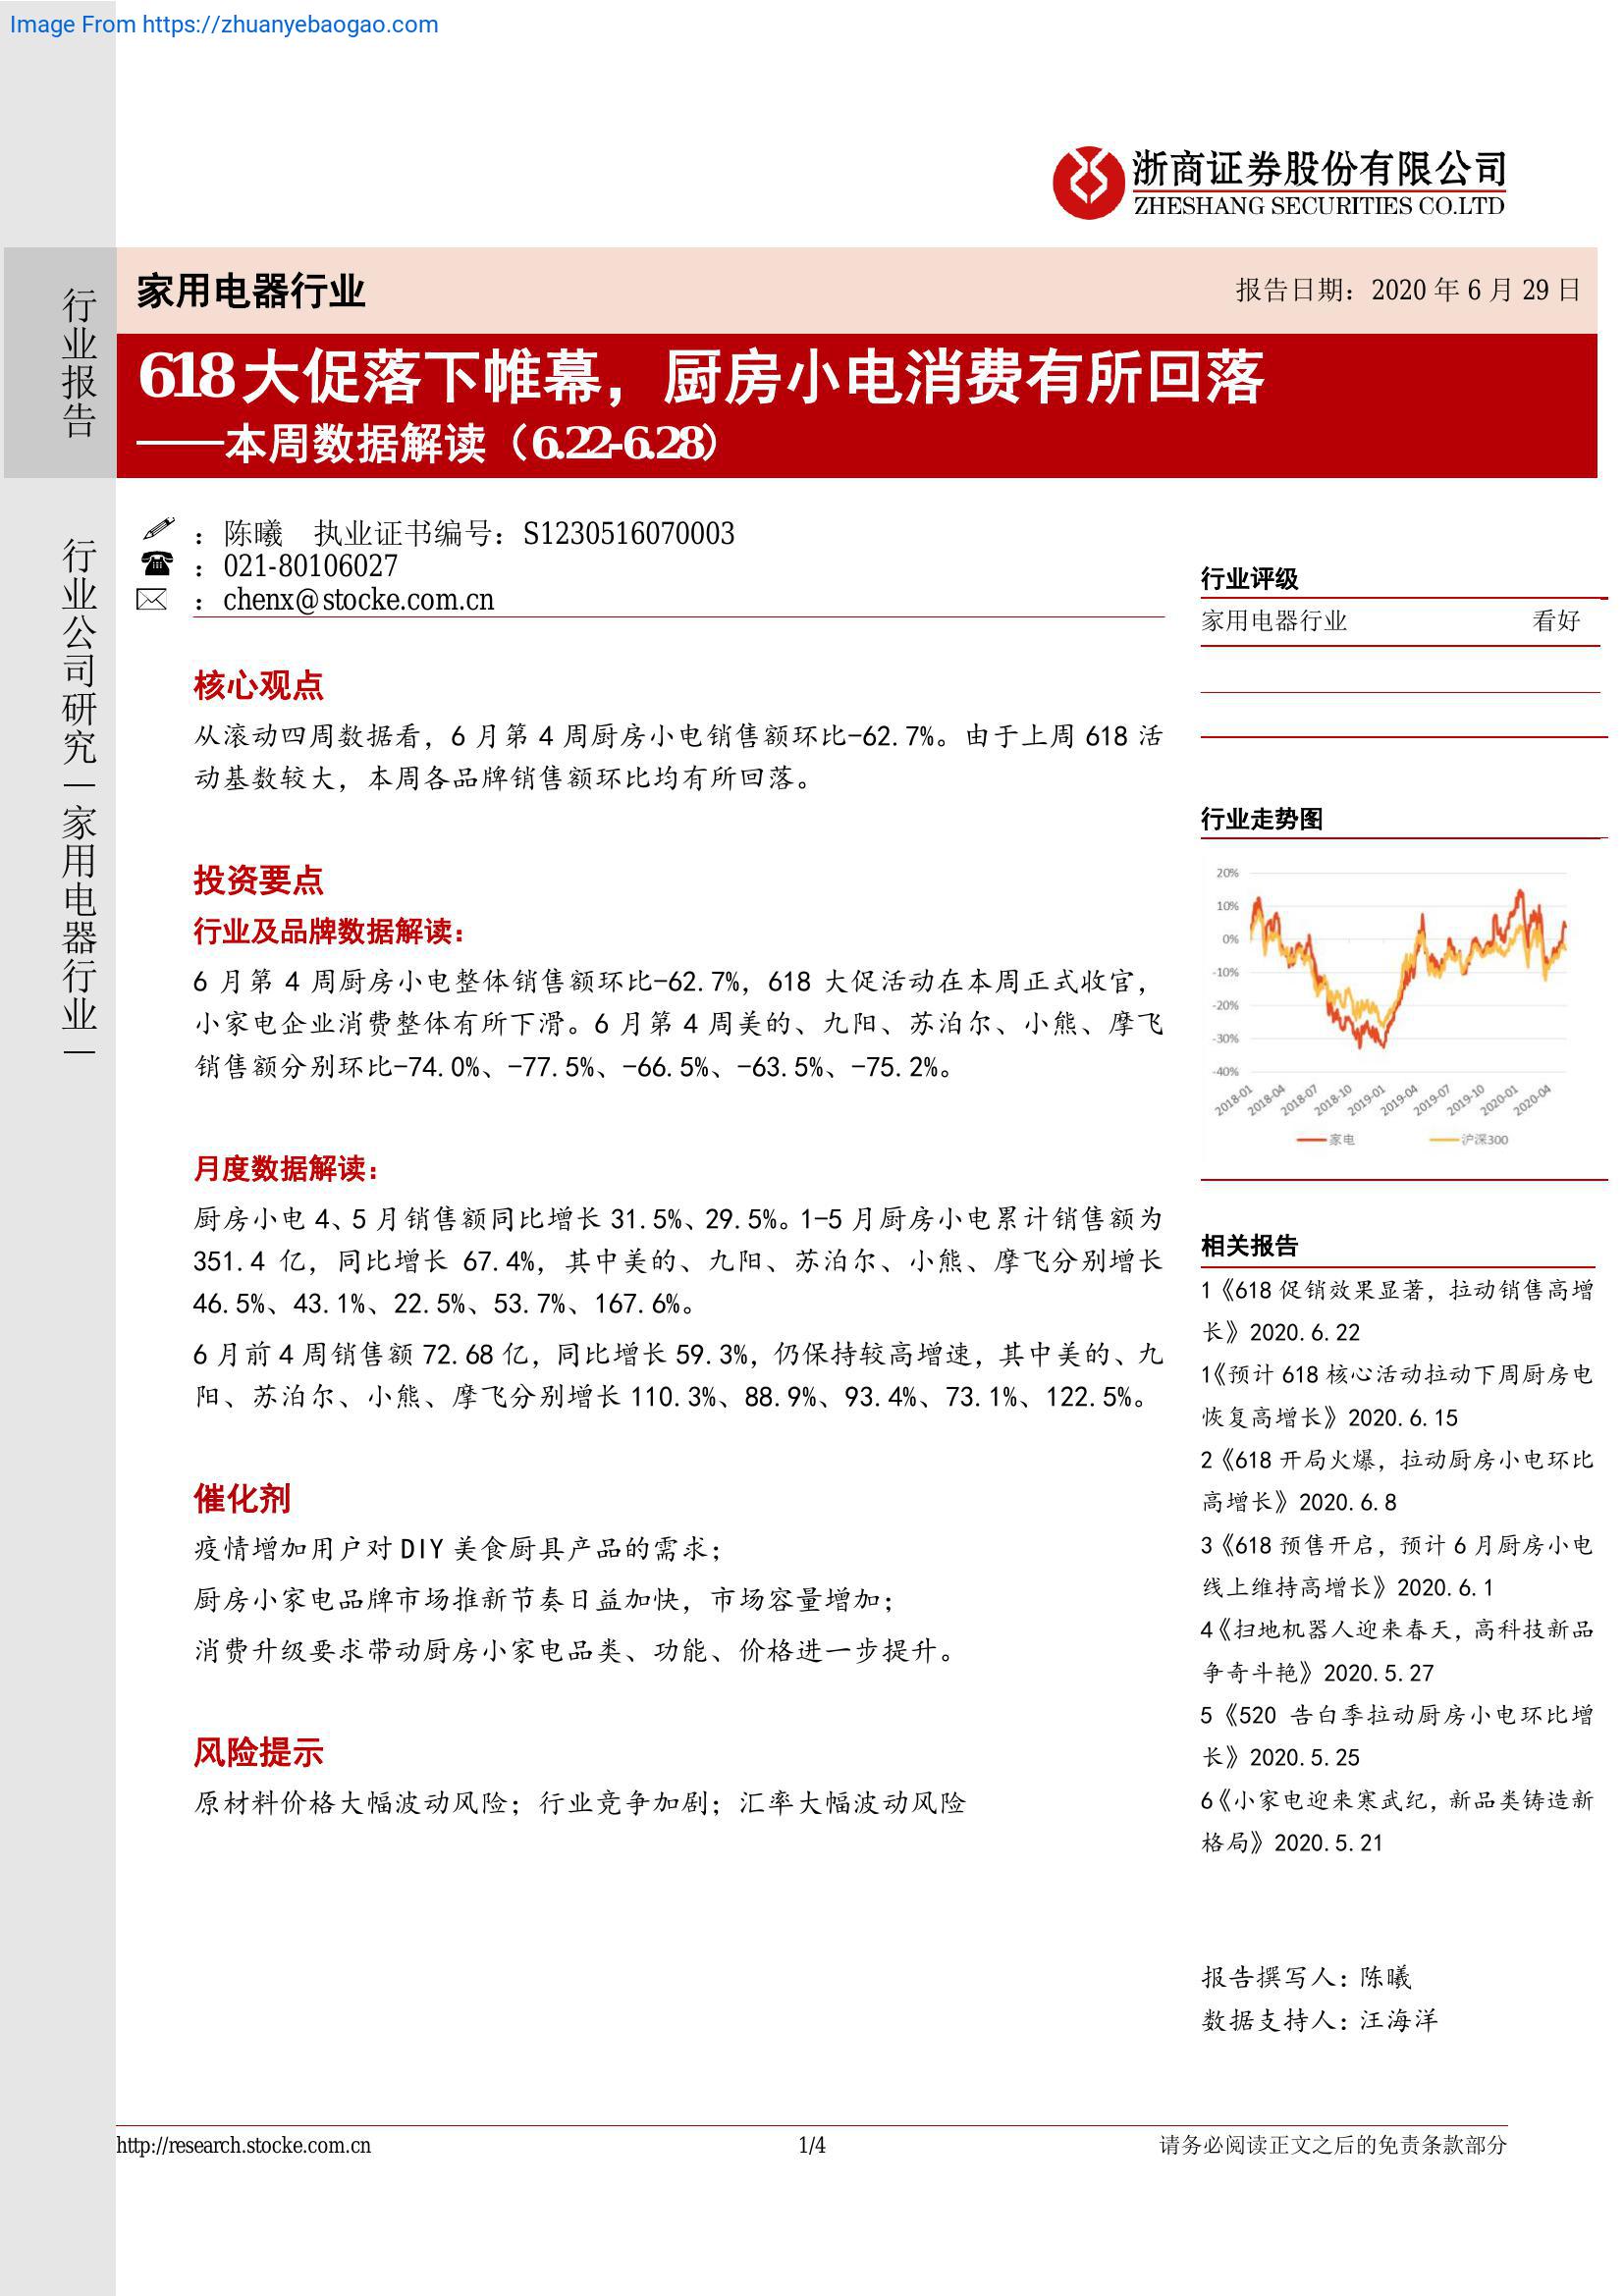 Image From https://zhuanyebaogao.com
浙商证券股份有限公司
ZHESHANG SECURITIES CO.LTD
行业报告
家用电器行业
报告日期：2020 年 6 月 29 日
618大促落下帷幕，厨房小电消费有所回落
——本周数据解读（6.22-6.28）
行业公司研究|家用电器行业|
：陈曦 执业证书编号：S1230516070003
：021-80106027
：chenx@stocke.com.cn
核心观点
从滚动四周数据看，6 月第 4 周厨房小电销售额环比-62.7%。由于上周 618 活
动基数较大，本周各品牌销售额环比均有所回落。
投资要点
行业及品牌数据解读：
6 月第 4 周厨房小电整体销售额环比-62.7%，618 大促活动在本周正式收官，
小家电企业消费整体有所下滑。6 月第 4 周美的、九阳、苏泊尔、小熊、摩飞
销售额分别环比-74.0%、-77.5%、-66.5%、-63.5%、-75.2%。
月度数据解读：
厨房小电 4、5 月销售额同比增长 31.5%、29.5%。1-5 月厨房小电累计销售额为
351.4 亿，同比增长 67.4%，其中美的、九阳、苏泊尔、小熊、摩飞分别增长
46.5%、43.1%、22.5%、53.7%、167.6%。
6 月前 4 周销售额 72.68 亿，同比增长 59.3%，仍保持较高增速，其中美的、九
阳、苏泊尔、小熊、摩飞分别增长 110.3%、88.9%、93.4%、73.1%、122.5%。
催化剂
疫情增加用户对 DIY 美食厨具产品的需求；
厨房小家电品牌市场推新节奏日益加快，市场容量增加；
消费升级要求带动厨房小家电品类、功能、价格进一步提升。
风险提示
原材料价格大幅波动风险；行业竞争加剧；汇率大幅波动风险
行业评级
家用电器行业 看好
行业走势图
20%
10%
0%
-10%
-20%
-30%
-40%
2018-01 2018-04 2018-07 2018-10 2019-01 2019-04 2019-07 2019-10 2020-01 2020-04
家电 沪深300
相关报告
1《618 促销效果显著，拉动销售高增
长》2020.6.22
1《预计 618 核心活动拉动下周厨房电
恢复高增长》2020.6.15
2《618 开局火爆，拉动厨房小电环比
高增长》2020.6.8
3《618 预售开启，预计 6 月厨房小电
线上维持高增长》2020.6.1
4《扫地机器人迎来春天，高科技新品
争奇斗艳》2020.5.27
5《520 告白季拉动厨房小电环比增
长》2020.5.25
6《小家电迎来寒武纪，新品类铸造新
格局》2020.5.21
报告撰写人：陈曦
数据支持人：汪海洋
http://research.stocke.com.cn
1/4
请务必阅读正文之后的免责条款部分